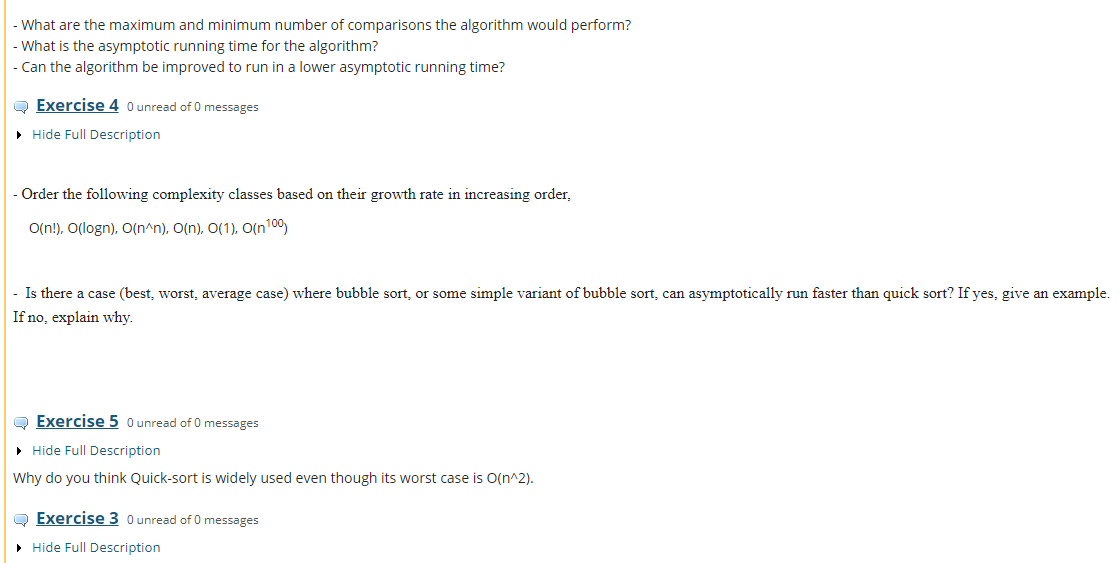 - What are the maximum and minimum number of comparisons the algorithm would perform?
- What is the asymptotic running time for the algorithm?
- Can the algorithm be improved to run in a lower asymptotic running time?
Exercise 4 0 unread of 0 messages
Hide Full Description
- Order the following complexity classes based on their growth rate in increasing order,
O(n!), O(logn), O(n^n), O(n), O(1), O(n¹⁰⁰)
- Is there a case (best, worst, average case) where bubble sort, or some simple variant of bubble sort, can asymptotically run faster than quick sort? If yes, give an example.
If no, explain why.
Exercise 5 0 unread of 0 messages
Hide Full Description
Why do you think Quick-sort is widely used even though its worst case is O(n^2).
Exercise 3 0 unread of 0 messages
Hide Full Description